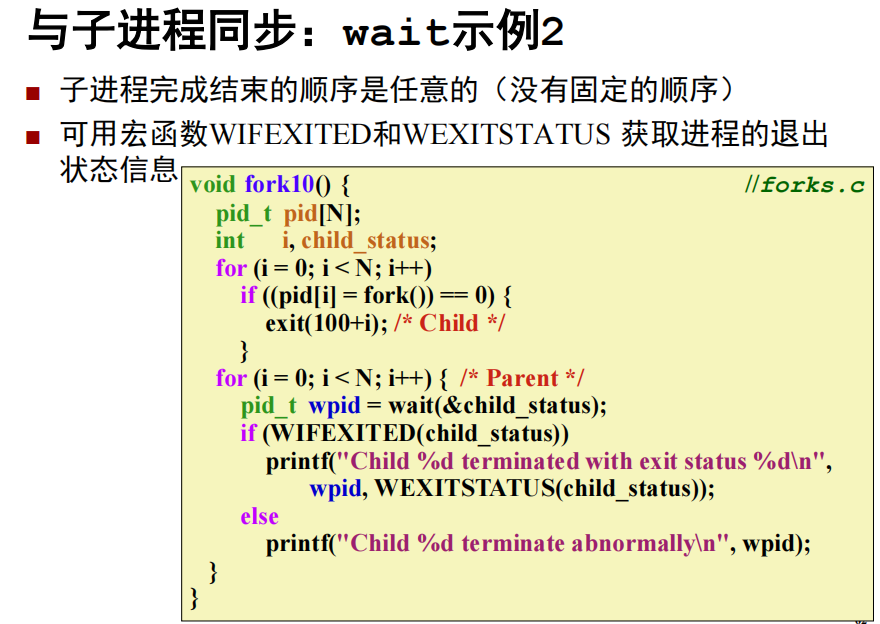 与子进程同步：wait示例2
子进程完成结束的顺序是任意的（没有固定的顺序）
可用宏函数WIFEXITED和WEXITSTATUS 获取进程的退出
状态信息
void fork10() { //forks.c
pid_t pid[N];
int i, child_status;
for (i = 0; i < N; i++)
if ((pid[i] = fork()) == 0) {
exit(100+i); /* Child */
}
for (i = 0; i < N; i++) { /* Parent */
pid_t wpid = wait(&child_status);
if (WIFEXITED(child_status))
printf("Child %d terminated with exit status %d\n",
wpid, WEXITSTATUS(child_status));
else
printf("Child %d terminate abnormally\n", wpid);
}
}